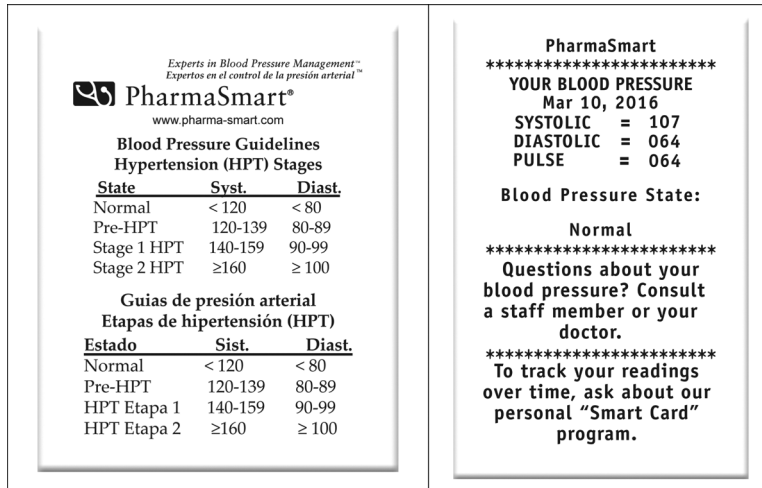 Experts in Blood Pressure Management™
Expertos en el control de la presión arterial™
PharmaSmart®
www.pharma-smart.com
Blood Pressure Guidelines
Hypertension (HPT) Stages
State Syst. Diast.
Normal < 120 < 80
Pre-HPT 120-139 80-89
Stage 1 HPT 140-159 90-99
Stage 2 HPT ≥160 ≥ 100
Guias de presión arterial
Etapas de hipertensión (HPT)
Estado Sist. Diast.
Normal < 120 < 80
Pre-HPT 120-139 80-89
HPT Etapa 1 140-159 90-99
HPT Etapa 2 ≥160 ≥ 100
PharmaSmart
*************************
YOUR BLOOD PRESSURE
Mar 10, 2016
SYSTOLIC = 107
DIASTOLIC = 064
PULSE = 064
Blood Pressure State:
Normal
*************************
Questions about your
blood pressure? Consult
a staff member or your
doctor.
*************************
To track your readings
over time, ask about our
personal “Smart Card”
program.